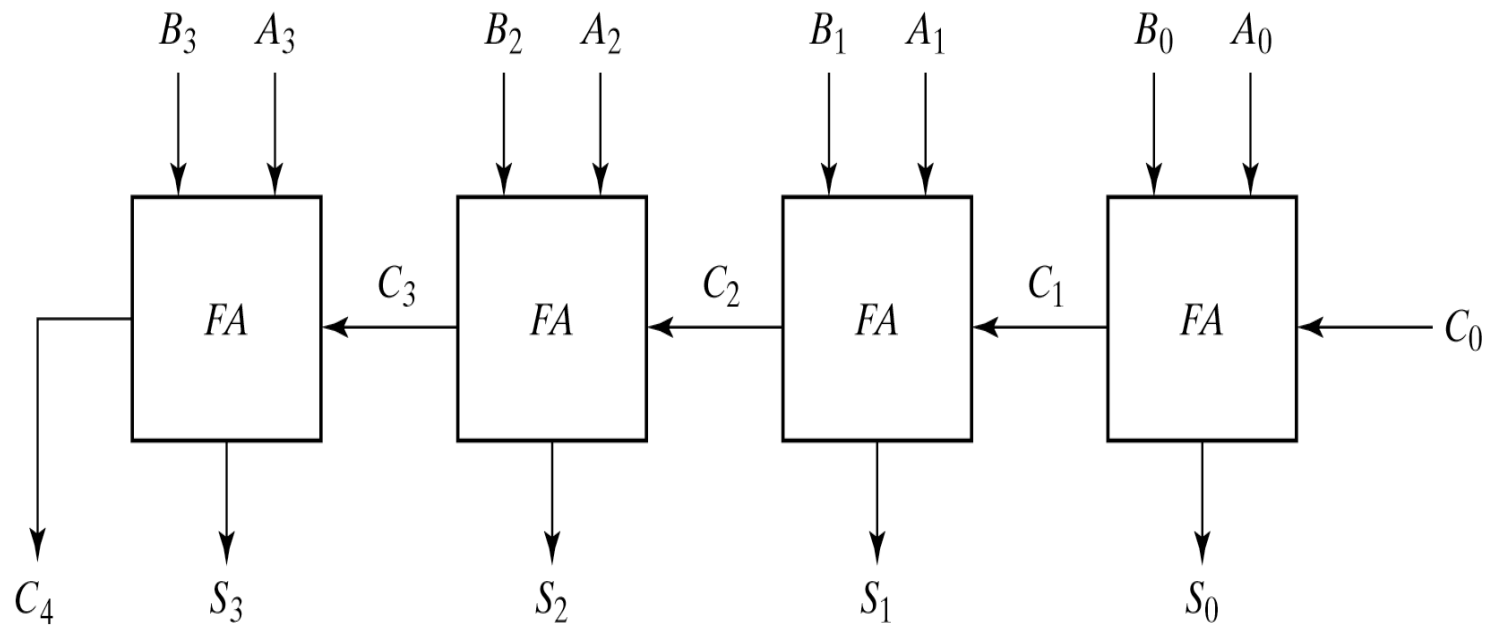 B₃ A₃ B₂ A₂ B₁ A₁ B₀ A₀
C₃ C₂ C₁
FA FA FA FA C₀
C₄ S₃ S₂ S₁ S₀